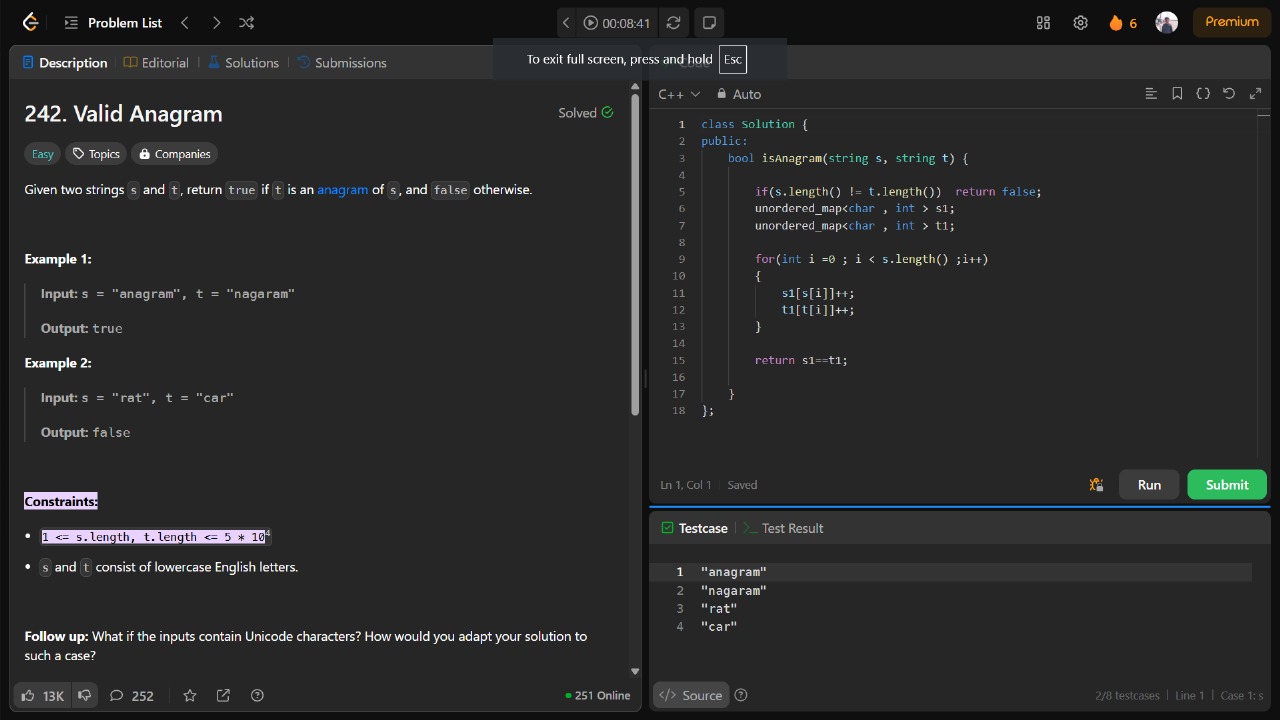 Problem List
00:08:41
6
Premium
To exit full screen, press and hold Esc
Description
Editorial
Solutions
Submissions
242. Valid Anagram
Solved
Easy
Topics
Companies
Given two strings s and t, return true if t is an anagram of s, and false otherwise.
Example 1:
Input: s = "anagram", t = "nagaram"
Output: true
Example 2:
Input: s = "rat", t = "car"
Output: false
Constraints:
1 <= s.length, t.length <= 5 * 10⁴
s and t consist of lowercase English letters.
Follow up: What if the inputs contain Unicode characters? How would you adapt your solution to
such a case?
13K
252
251 Online
C++
Auto
1 class Solution {
2 public:
3 bool isAnagram(string s, string t) {
4
5 if(s.length() != t.length())  return false;
6 unordered_map<char , int > s1;
7 unordered_map<char , int > t1;
8
9 for(int i =0 ; i < s.length() ;i++)
10 {
11 s1[s[i]]++;
12 t1[t[i]]++;
13 }
14
15 return s1==t1;
16
17 }
18 };
Ln 1, Col 1
Saved
Run
Submit
Testcase
Test Result
1 "anagram"
2 "nagaram"
3 "rat"
4 "car"
</> Source
2/8 testcases
Line 1
Case 1: s